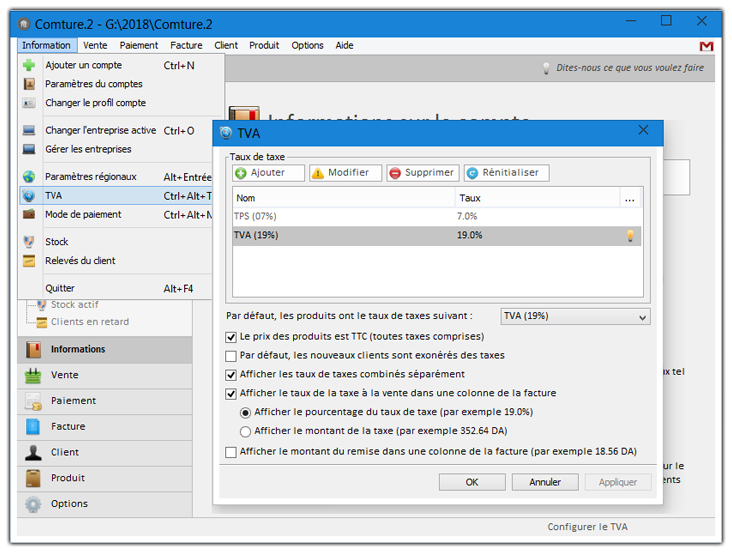 Comture.2 - G:\2018\Comture.2
Information Vente Paiement Facture Client Produit Options Aide
Dites-nous ce que vous voulez faire
Ajouter un compte Ctrl+N
Paramètres du comptes
Changer le profil compte
Changer l'entreprise active Ctrl+O
Gérer les entreprises
Paramètres régionaux Alt+Entrée
TVA Ctrl+Alt+T
Mode de paiement Ctrl+Alt+M
Stock
Relevés du client
Quitter Alt+F4
Stock actif
Clients en retard
Informations
Vente
Paiement
Facture
Client
Produit
Options
Informations sur le compte
TVA
Taux de taxe
Ajouter Modifier Supprimer Rénitialiser
Nom Taux ...
TPS (07%) 7.0%
TVA (19%) 19.0%
Par défaut, les produits ont le taux de taxes suivant : TVA (19%)
Le prix des produits est TTC (toutes taxes comprises)
Par défaut, les nouveaux clients sont exonérés des taxes
Afficher les taux de taxes combinés séparément
Afficher le taux de la taxe à la vente dans une colonne de la facture
Afficher le pourcentage du taux de taxe (par exemple 19.0%)
Afficher le montant de la taxe (par exemple 352.64 DA)
Afficher le montant du remise dans une colonne de la facture (par exemple 18.56 DA)
OK Annuler Appliquer
tel
ur le
ents
Configurer le TVA